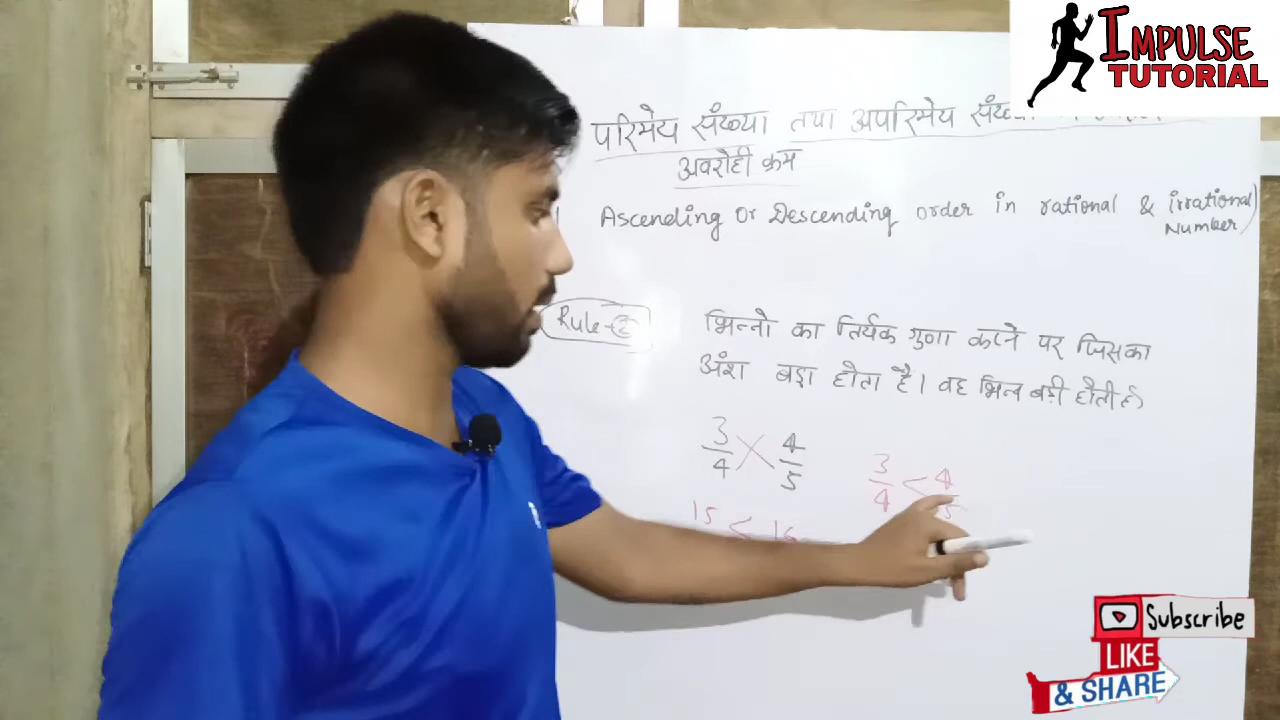 IMPULSE
TUTORIAL
परिमेय संख्या तथा अपरिमेय संख्या
अवरोही क्रम
Ascending Or Descending order in rational & irrational
Number)
Rule-②
भिन्नो का तिर्यक गुणा करने पर जिसका
अंश बड़ा होता है। वह भिन्न बड़ी होती है
3/4 × 4/5
3/4 < 4/5
15 < 16
Subscribe
LIKE
& SHARE